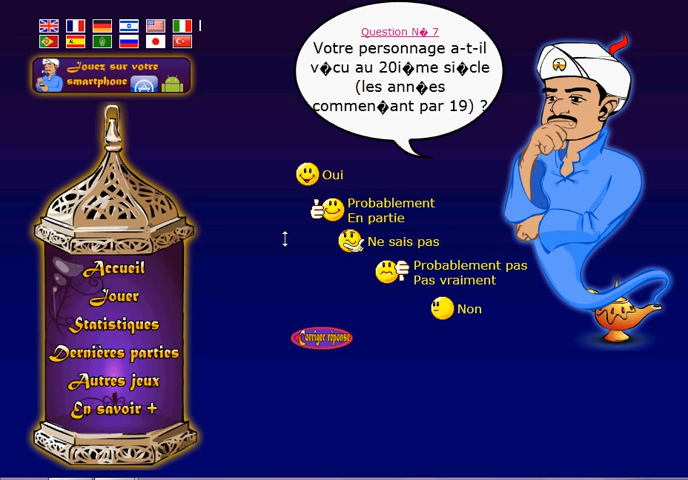 Jouez sur votre
smartphone
Question N� 7
Votre personnage a-t-il
v�cu au 20i�me si�cle
(les ann�es
commen�ant par 19) ?
Oui
Probablement
En partie
Ne sais pas
Probablement pas
Pas vraiment
Non
Corriger reponse
Accueil
Jouer
Statistiques
Dernières parties
Autres jeux
En savoir +